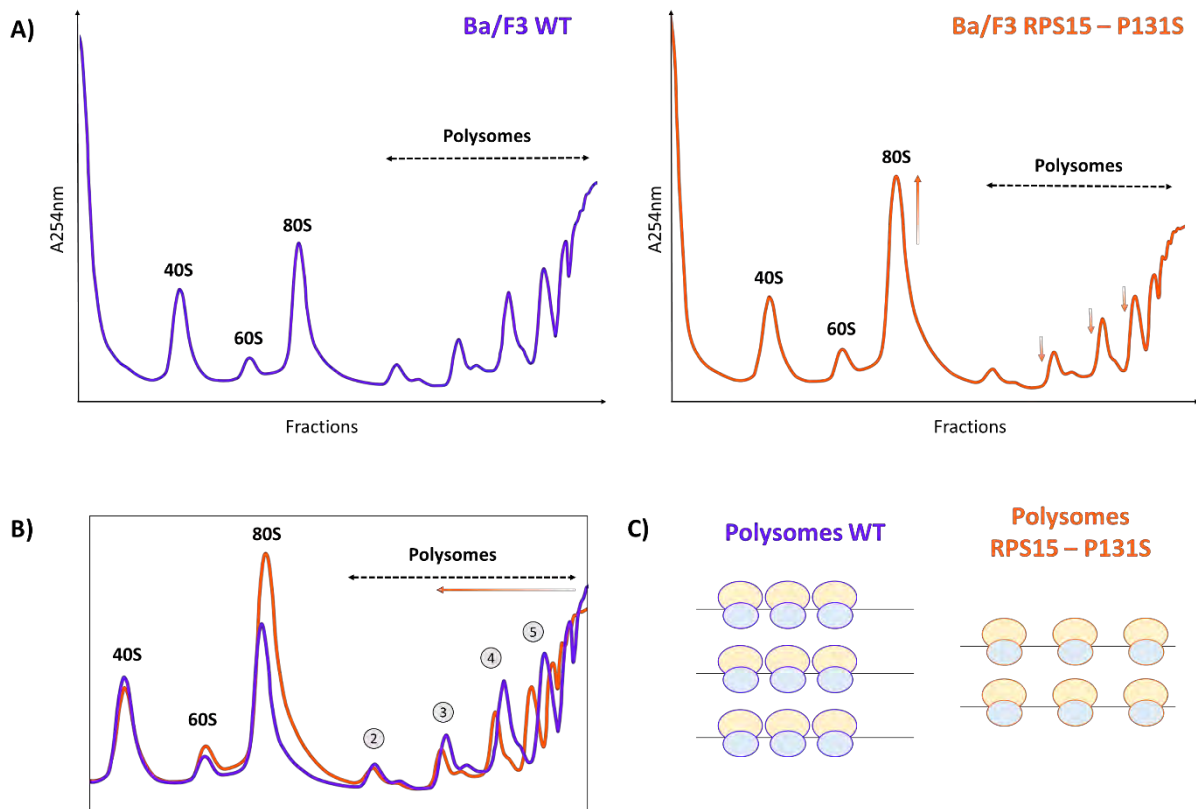 A)
Ba/F3 WT
Polysomes
80S
40S
60S
A254nm
Fractions
Ba/F3 RPS15 – P131S
80S
Polysomes
40S
60S
A254nm
Fractions
B)
80S
Polysomes
40S
60S
2
3
4
5
C)
Polysomes WT
Polysomes
RPS15 – P131S